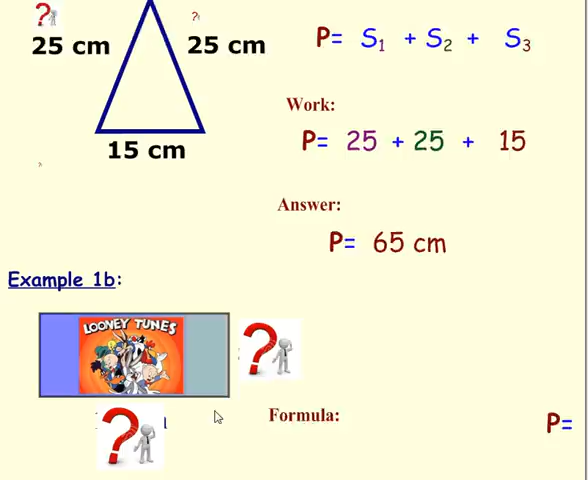 25 cm
25 cm
15 cm
P= S1 + S2 + S3
Work:
P= 25 + 25 + 15
Answer:
P= 65 cm
Example 1b:
LOONEY TUNES
Formula:
P=